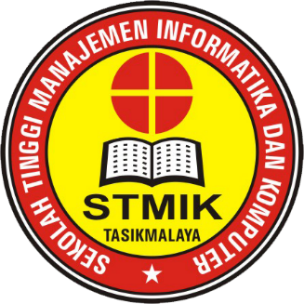 SEKOLAH TINGGI MANAJEMEN INFORMATIKA DAN KOMPUTER
STMIK
TASIKMALAYA